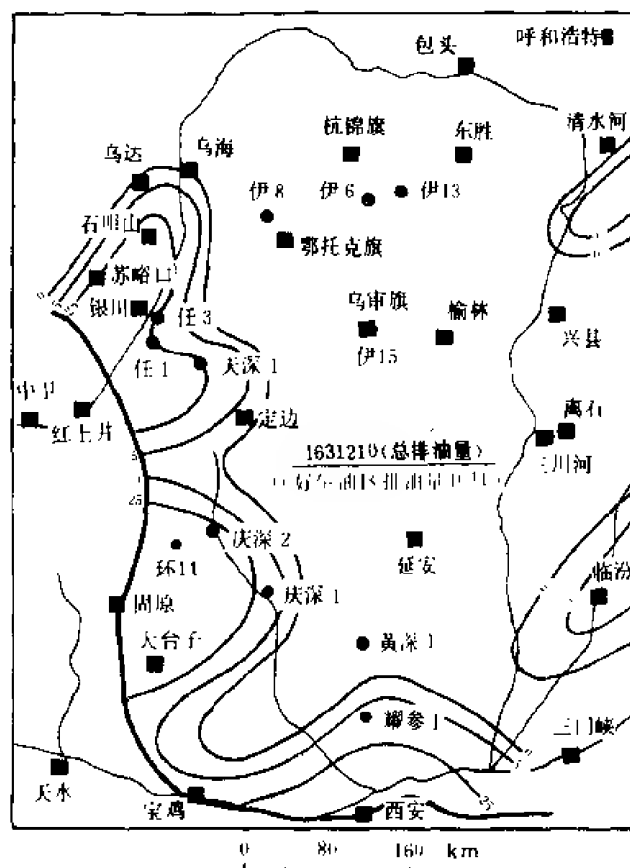 包头
呼和浩特
清水河
杭锦旗
东胜
乌达
乌海
伊8
伊6
伊13
石咀山
鄂托克旗
苏峪口
银川
任3
乌审旗
榆林
兴县
任1
天深1
伊15
中卫
红土井
定边
离石
三川河
1631210(总排油量)
25
庆深2
环11
延安
庆深1
临汾
固原
大台子
黄深1
耀参1
三门峡
25
天水
宝鸡
西安
0 80 160 km